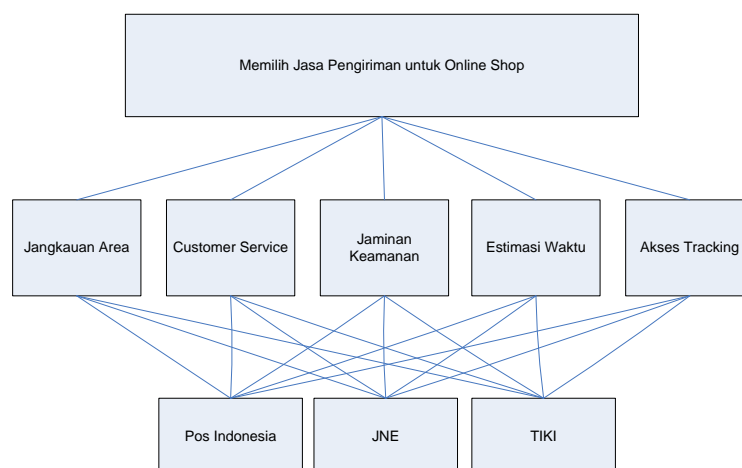 Memilih Jasa Pengiriman untuk Online Shop
Jangkauan Area
Customer Service
Jaminan
Keamanan
Estimasi Waktu
Akses Tracking
Pos Indonesia
JNE
TIKI